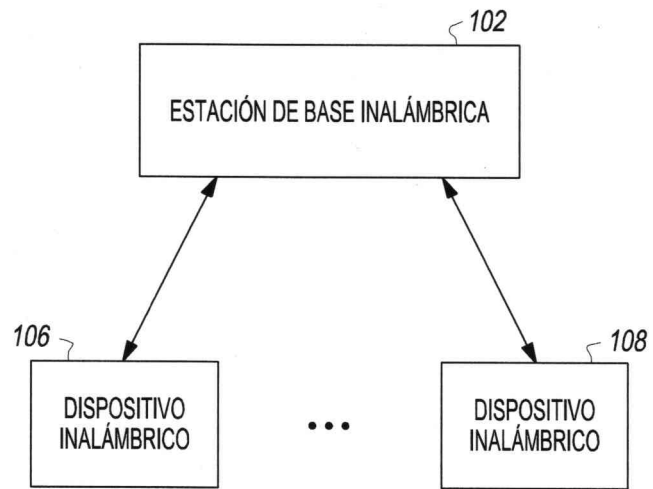 102
ESTACIÓN DE BASE INALÁMBRICA
106
108
DISPOSITIVO
INALÁMBRICO
...
DISPOSITIVO
INALÁMBRICO